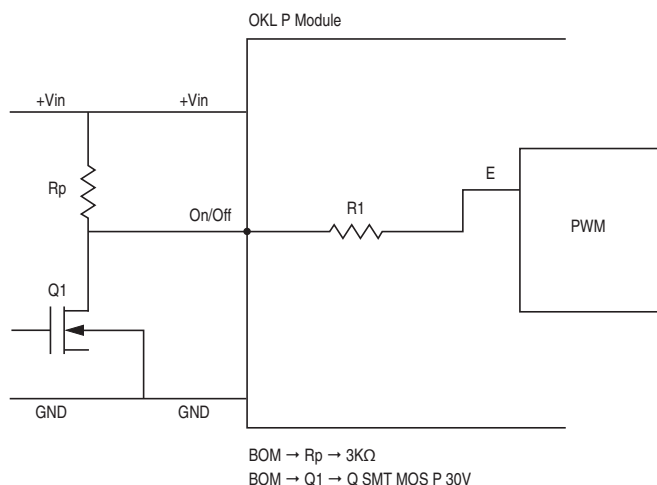 OKL P Module
+Vin +Vin
Rp
E
R1
On/Off
PWM
Q1
GND GND
BOM → Rp → 3KΩ
BOM → Q1 → Q SMT MOS P 30V